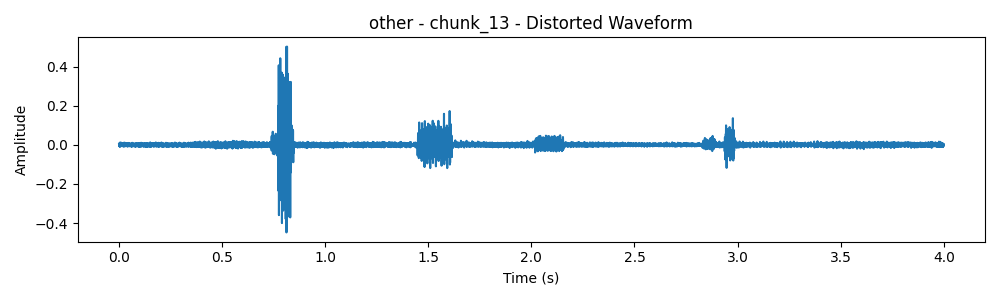 other - chunk_13 - Distorted Waveform
Amplitude
0.4
0.2
0.0
−0.2
−0.4
0.0 0.5 1.0 1.5 2.0 2.5 3.0 3.5 4.0
Time (s)